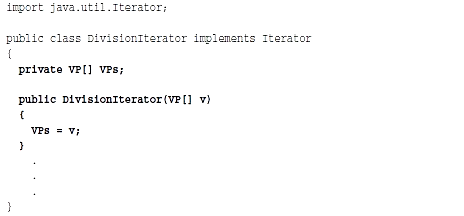 import java.util.Iterator;

public class DivisionIterator implements Iterator
{
  private VP[] VPs;

  public DivisionIterator(VP[] v)
  {
    VPs = v;
  }
    .
    .
    .
}